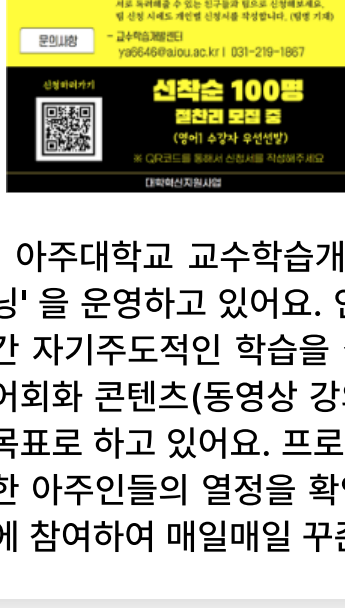 서로 독려해줄 수 있는 친구들과 팀으로 신청해보세요.
팀 신청 시에도 개인별 신청서를 작성합니다. (팀명 기재)
문의사항
- 교수학습개발센터
ya6646@ajou.ac.kr I 031-219-1867
신청하러가기
선착순 100명
절찬리 모집 중
(영어1 수강자 우선선발)
※ QR코드를 통해서 신청서를 작성해주세요
대학혁신지원사업
아주대학교 교수학습개
닝' 을 운영하고 있어요.
간 자기주도적인 학습을
어회화 콘텐츠(동영상 강
목표로 하고 있어요. 프로
한 아주인들의 열정을 확
에 참여하여 매일매일 꾸